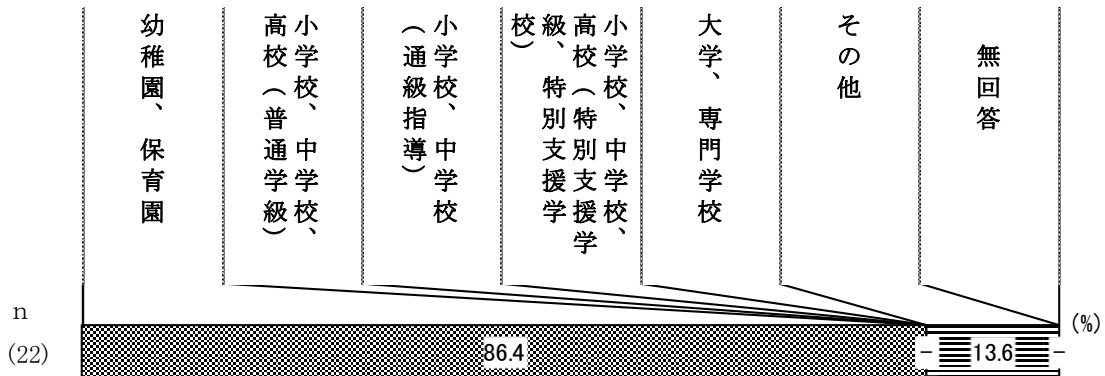 幼稚園、保育園
小学校、中学校、
高校（普通学級）
小学校、中学校
（通級指導）
小学校、中学校、
高校（特別支援学
級、特別支援学
校）
大学、専門学校
その他
無回答
n
(%)
(22)
86.4
-
13.6
-